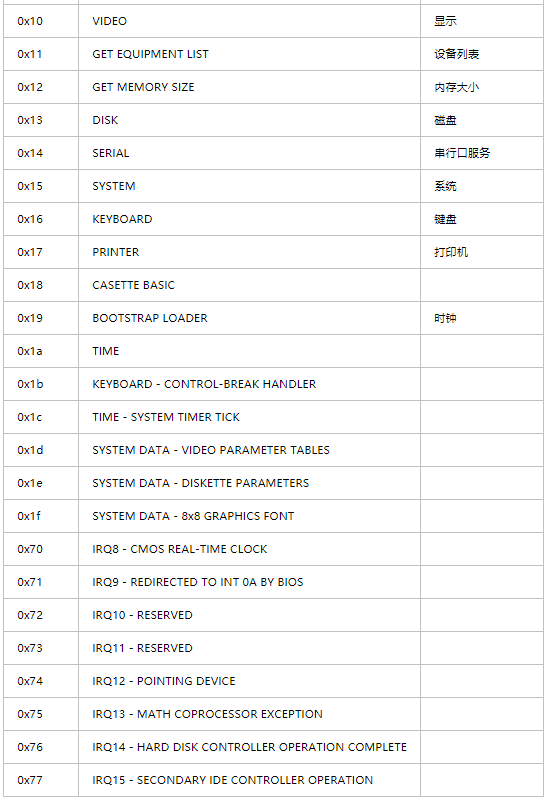 0x10 VIDEO 显示
0x11 GET EQUIPMENT LIST 设备列表
0x12 GET MEMORY SIZE 内存大小
0x13 DISK 磁盘
0x14 SERIAL 串行口服务
0x15 SYSTEM 系统
0x16 KEYBOARD 键盘
0x17 PRINTER 打印机
0x18 CASETTE BASIC
0x19 BOOTSTRAP LOADER 时钟
0x1a TIME
0x1b KEYBOARD - CONTROL-BREAK HANDLER
0x1c TIME - SYSTEM TIMER TICK
0x1d SYSTEM DATA - VIDEO PARAMETER TABLES
0x1e SYSTEM DATA - DISKETTE PARAMETERS
0x1f SYSTEM DATA - 8x8 GRAPHICS FONT
0x70 IRQ8 - CMOS REAL-TIME CLOCK
0x71 IRQ9 - REDIRECTED TO INT 0A BY BIOS
0x72 IRQ10 - RESERVED
0x73 IRQ11 - RESERVED
0x74 IRQ12 - POINTING DEVICE
0x75 IRQ13 - MATH COPROCESSOR EXCEPTION
0x76 IRQ14 - HARD DISK CONTROLLER OPERATION COMPLETE
0x77 IRQ15 - SECONDARY IDE CONTROLLER OPERATION